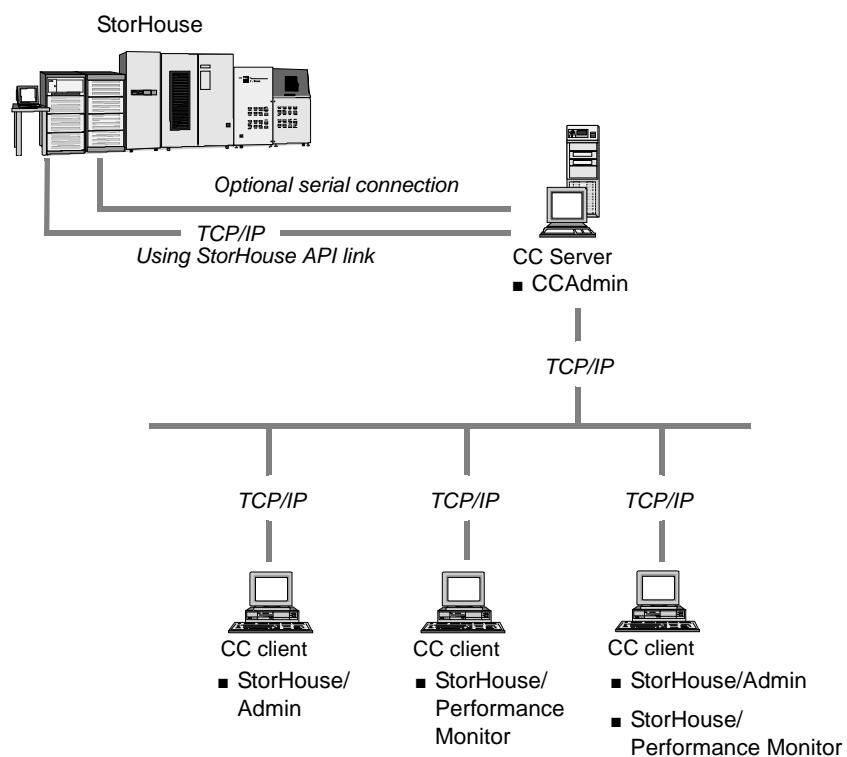 StorHouse
Optional serial connection
TCP/IP
Using StorHouse API link
CC Server
■ CCAdmin
TCP/IP
TCP/IP
TCP/IP
TCP/IP
CC client
■ StorHouse/
Admin
CC client
■ StorHouse/
Performance
Monitor
CC client
■ StorHouse/Admin
■ StorHouse/
Performance Monitor